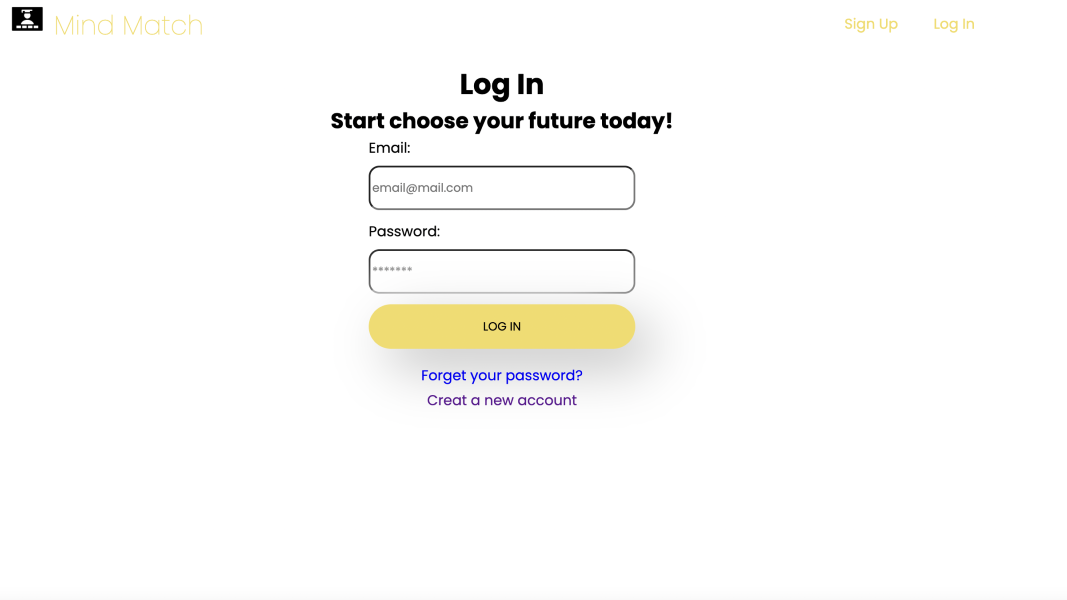 Mind Match
Sign Up
Log In
Log In
Start choose your future today!
Email:
email@mail.com
Password:
*******
LOG IN
Forget your password?
Creat a new account